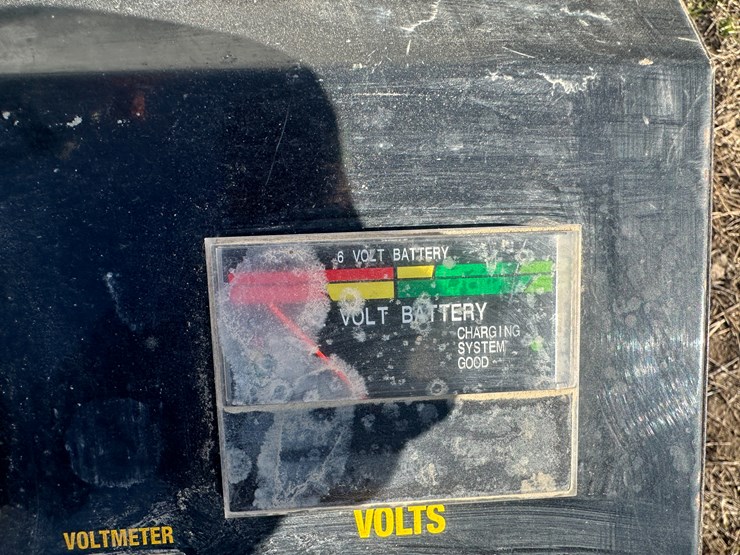 6 VOLT BATTERY
VOLT BATTERY
CHARGING
SYSTEM
GOOD
VOLTS
VOLTMETER